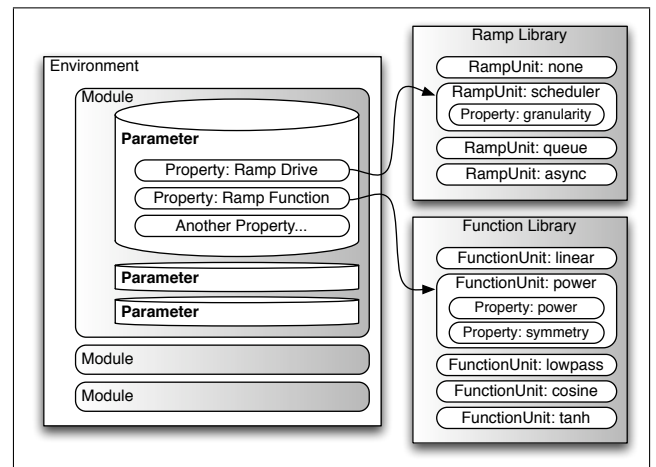 Environment
Module
Parameter
Property: Ramp Drive
Property: Ramp Function
Another Property...
Parameter
Parameter
Module
Module
Ramp Library
RampUnit: none
RampUnit: scheduler
Property: granularity
RampUnit: queue
RampUnit: async
Function Library
FunctionUnit: linear
FunctionUnit: power
Property: power
Property: symmetry
FunctionUnit: lowpass
FunctionUnit: cosine
FunctionUnit: tanh